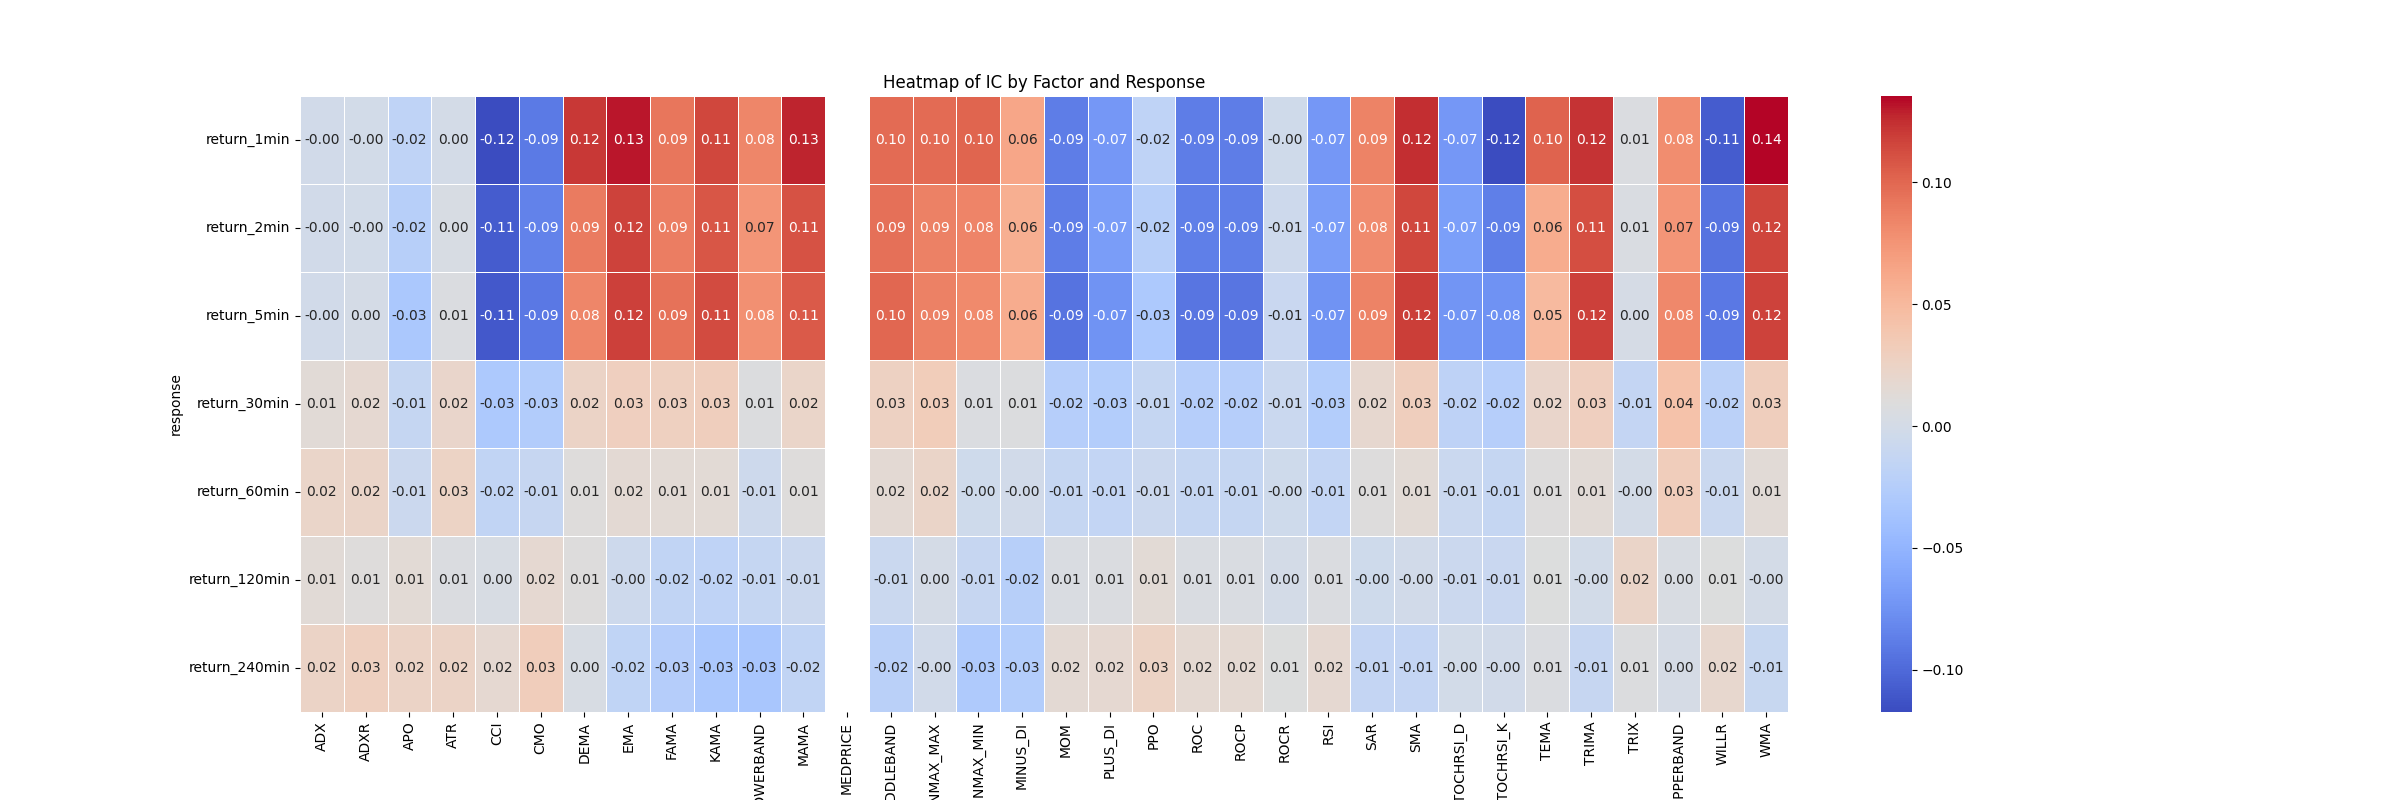 Heatmap of IC by Factor and Response
response
return_1min -0.00 -0.00 -0.02 0.00 -0.12 -0.09 0.12 0.13 0.09 0.11 0.08 0.13 0.10 0.10 0.10 0.06 -0.09 -0.07 -0.02 -0.09 -0.09 -0.00 -0.07 0.09 0.12 -0.07 -0.12 0.10 0.12 0.01 0.08 -0.11 0.14
return_2min -0.00 -0.00 -0.02 0.00 -0.11 -0.09 0.09 0.12 0.09 0.11 0.07 0.11 0.09 0.09 0.08 0.06 -0.09 -0.07 -0.02 -0.09 -0.09 -0.01 -0.07 0.08 0.11 -0.07 -0.09 0.06 0.11 0.01 0.07 -0.09 0.12
return_5min -0.00 0.00 -0.03 0.01 -0.11 -0.09 0.08 0.12 0.09 0.11 0.08 0.11 0.10 0.09 0.08 0.06 -0.09 -0.07 -0.03 -0.09 -0.09 -0.01 -0.07 0.09 0.12 -0.07 -0.08 0.05 0.12 0.00 0.08 -0.09 0.12
return_30min 0.01 0.02 -0.01 0.02 -0.03 -0.03 0.02 0.03 0.03 0.03 0.01 0.02 0.03 0.03 0.01 0.01 -0.02 -0.03 -0.01 -0.02 -0.02 -0.01 -0.03 0.02 0.03 -0.02 -0.02 0.02 0.03 -0.01 0.04 -0.02 0.03
return_60min 0.02 0.02 -0.01 0.03 -0.02 -0.01 0.01 0.02 0.01 0.01 -0.01 0.01 0.02 0.02 -0.00 -0.00 -0.01 -0.01 -0.01 -0.01 -0.01 -0.00 -0.01 0.01 0.01 -0.01 -0.01 0.01 0.01 -0.00 0.03 -0.01 0.01
return_120min 0.01 0.01 0.01 0.01 0.00 0.02 0.01 -0.00 -0.02 -0.02 -0.01 -0.01 -0.01 0.00 -0.01 -0.02 0.01 0.01 0.01 0.01 0.01 0.00 0.01 -0.00 -0.00 -0.01 -0.01 0.01 -0.00 0.02 0.00 0.01 -0.00
return_240min 0.02 0.03 0.02 0.02 0.02 0.03 0.00 -0.02 -0.03 -0.03 -0.03 -0.02 -0.02 -0.00 -0.03 -0.03 0.02 0.02 0.03 0.02 0.02 0.01 0.02 -0.01 -0.01 -0.00 -0.00 0.01 -0.01 0.01 0.00 0.02 -0.01
ADX ADXR APO ATR CCI CMO DEMA EMA FAMA KAMA OWERBAND MAMA MEDPRICE DDLEBAND NMAX_MAX NMAX_MIN MINUS_DI MOM PLUS_DI PPO ROC ROCP ROCR RSI SAR SMA TOCHRSI_D TOCHRSI_K TEMA TRIMA TRIX PPERBAND WILLR WMA
0.10
0.05
0.00
−0.05
−0.10